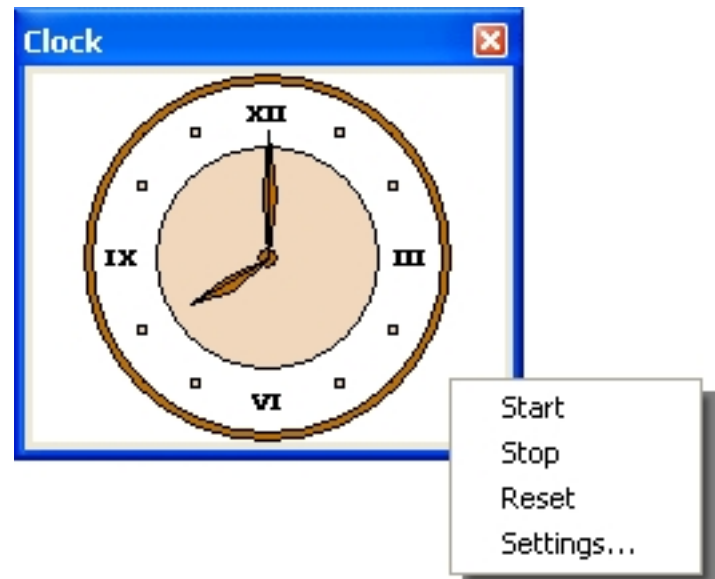 Clock
XII
IX
III
VI
Start
Stop
Reset
Settings...